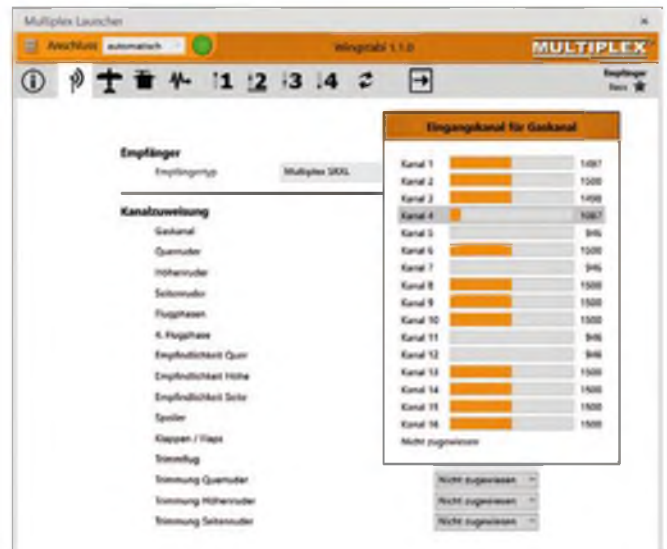 Multiplex Launcher
Anschluss automatisch Wingstabi 1.1.0 MULTIPLEX
1 2 3 4 Empfänger
Eingangskanal für Gaskanal
Empfänger
Empfängertyp Multiplex SRXL
Kanalzuweisung
Gaskanal
Querruder
Höhenruder
Seitenruder
Flugphasen
4. Flugphase
Empfindlichkeit Quer
Empfindlichkeit Höhe
Empfindlichkeit Seite
Spoiler
Klappen / Flaps
Trimmflug
Trimmung Querruder Nicht zugewiesen
Trimmung Höhenruder Nicht zugewiesen
Trimmung Seitenruder Nicht zugewiesen
Kanal 1 1497
Kanal 2 1500
Kanal 3 1498
Kanal 4 1087
Kanal 5 946
Kanal 6 1500
Kanal 7 946
Kanal 8 1500
Kanal 9 1500
Kanal 10 1500
Kanal 11 946
Kanal 12 946
Kanal 13 1500
Kanal 14 1500
Kanal 15 1500
Kanal 16 1500
Nicht zugewiesen